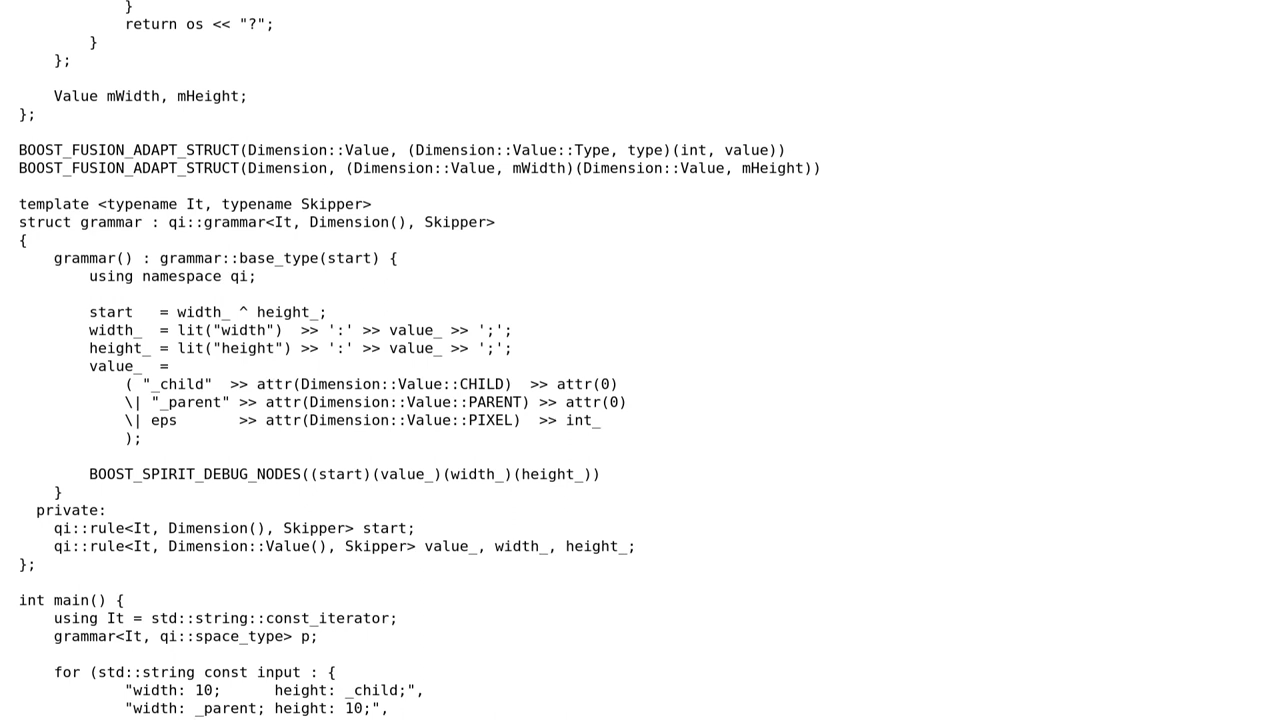 }
            return os << "?";
        }
    };

    Value mWidth, mHeight;
};

BOOST_FUSION_ADAPT_STRUCT(Dimension::Value, (Dimension::Value::Type, type)(int, value))
BOOST_FUSION_ADAPT_STRUCT(Dimension, (Dimension::Value, mWidth)(Dimension::Value, mHeight))

template <typename It, typename Skipper>
struct grammar : qi::grammar<It, Dimension(), Skipper>
{
    grammar() : grammar::base_type(start) {
        using namespace qi;

        start   = width_ ^ height_;
        width_  = lit("width")  >> ':' >> value_ >> ';';
        height_ = lit("height") >> ':' >> value_ >> ';';
        value_  =
            ( "_child"  >> attr(Dimension::Value::CHILD)  >> attr(0)
            \| "_parent" >> attr(Dimension::Value::PARENT) >> attr(0)
            \| eps       >> attr(Dimension::Value::PIXEL)  >> int_
            );

        BOOST_SPIRIT_DEBUG_NODES((start)(value_)(width_)(height_))
    }
  private:
    qi::rule<It, Dimension(), Skipper> start;
    qi::rule<It, Dimension::Value(), Skipper> value_, width_, height_;
};

int main() {
    using It = std::string::const_iterator;
    grammar<It, qi::space_type> p;

    for (std::string const input : {
            "width: 10;      height: _child;",
            "width: _parent; height: 10;",